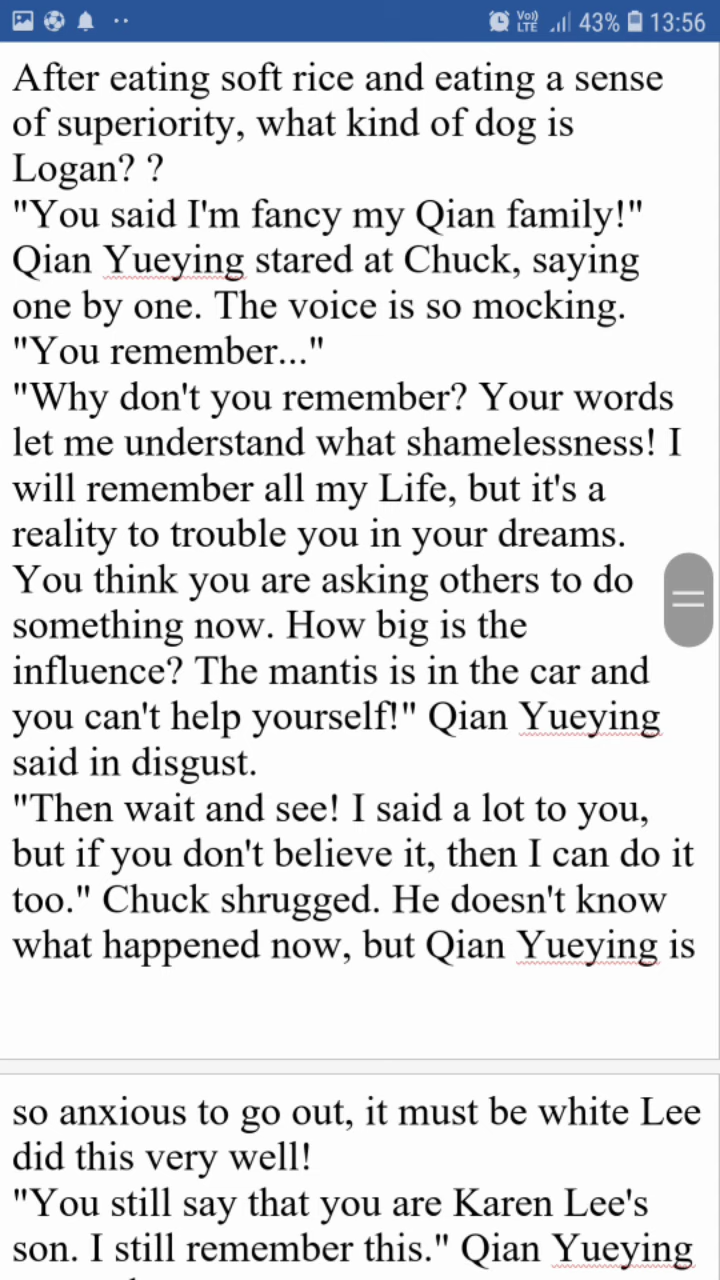 Vo))
LTE
43%
13:56
After eating soft rice and eating a sense
of superiority, what kind of dog is
Logan? ?
"You said I'm fancy my Qian family!"
Qian Yueying stared at Chuck, saying
one by one. The voice is so mocking.
"You remember..."
"Why don't you remember? Your words
let me understand what shamelessness! I
will remember all my Life, but it's a
reality to trouble you in your dreams.
You think you are asking others to do
something now. How big is the
influence? The mantis is in the car and
you can't help yourself!" Qian Yueying
said in disgust.
"Then wait and see! I said a lot to you,
but if you don't believe it, then I can do it
too." Chuck shrugged. He doesn't know
what happened now, but Qian Yueying is
so anxious to go out, it must be white Lee
did this very well!
"You still say that you are Karen Lee's
son. I still remember this." Qian Yueying